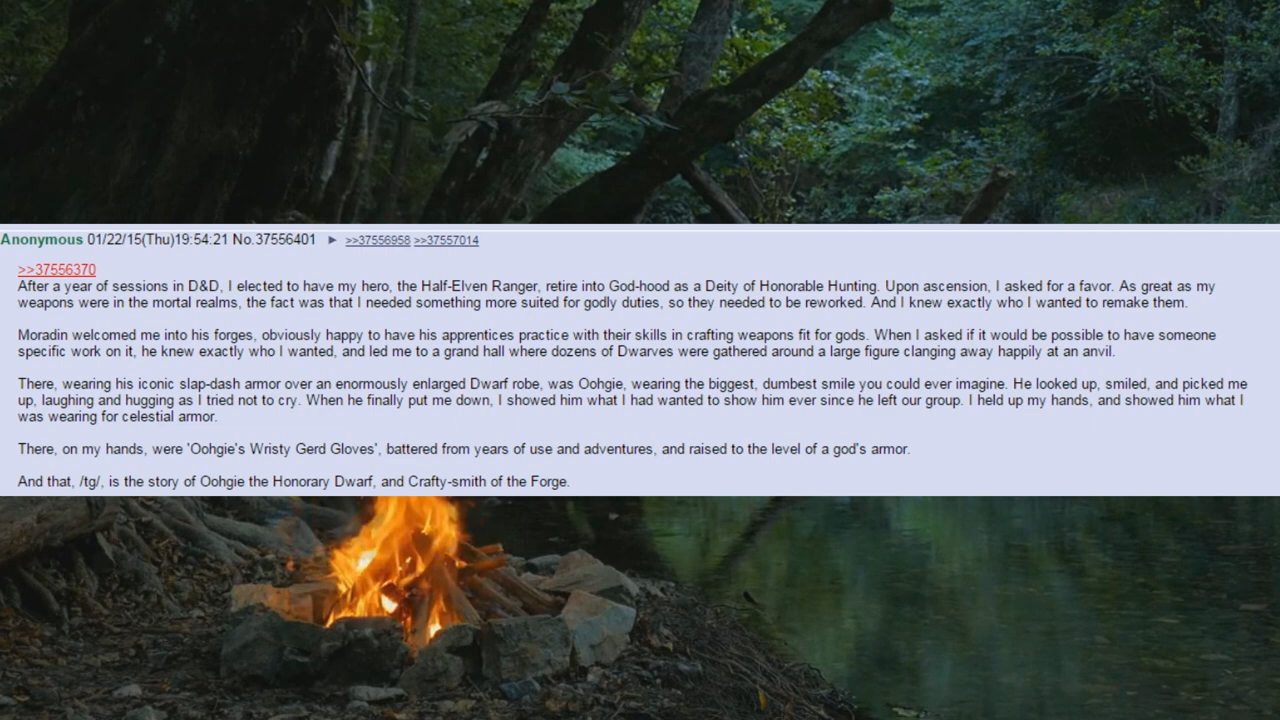 Anonymous 01/22/15(Thu)19:54:21 No.37556401 ► >>37556958 >>37557014
>>37556370
After a year of sessions in D&D, I elected to have my hero, the Half-Elven Ranger, retire into God-hood as a Deity of Honorable Hunting. Upon ascension, I asked for a favor. As great as my
weapons were in the mortal realms, the fact was that I needed something more suited for godly duties, so they needed to be reworked. And I knew exactly who I wanted to remake them.
Moradin welcomed me into his forges, obviously happy to have his apprentices practice with their skills in crafting weapons fit for gods. When I asked if it would be possible to have someone
specific work on it, he knew exactly who I wanted, and led me to a grand hall where dozens of Dwarves were gathered around a large figure clanging away happily at an anvil.
There, wearing his iconic slap-dash armor over an enormously enlarged Dwarf robe, was Oohgie, wearing the biggest, dumbest smile you could ever imagine. He looked up, smiled, and picked me
up, laughing and hugging as I tried not to cry. When he finally put me down, I showed him what I had wanted to show him ever since he left our group. I held up my hands, and showed him what I
was wearing for celestial armor.
There, on my hands, were 'Oohgie's Wristy Gerd Gloves', battered from years of use and adventures, and raised to the level of a god's armor.
And that, /tg/, is the story of Oohgie the Honorary Dwarf, and Crafty-smith of the Forge.